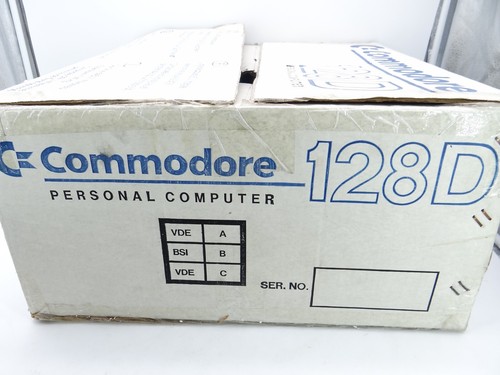 Commodore 128D
PERSONAL COMPUTER
VDE A
BSI B
VDE C
SER. NO.